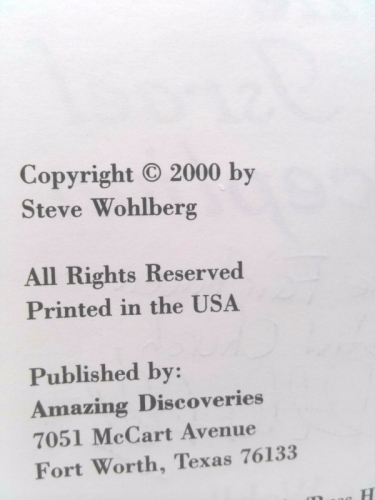 Israel
Copyright © 2000 by
Steve Wohlberg
All Rights Reserved
Printed in the USA
Published by:
Amazing Discoveries
7051 McCart Avenue
Fort Worth, Texas 76133